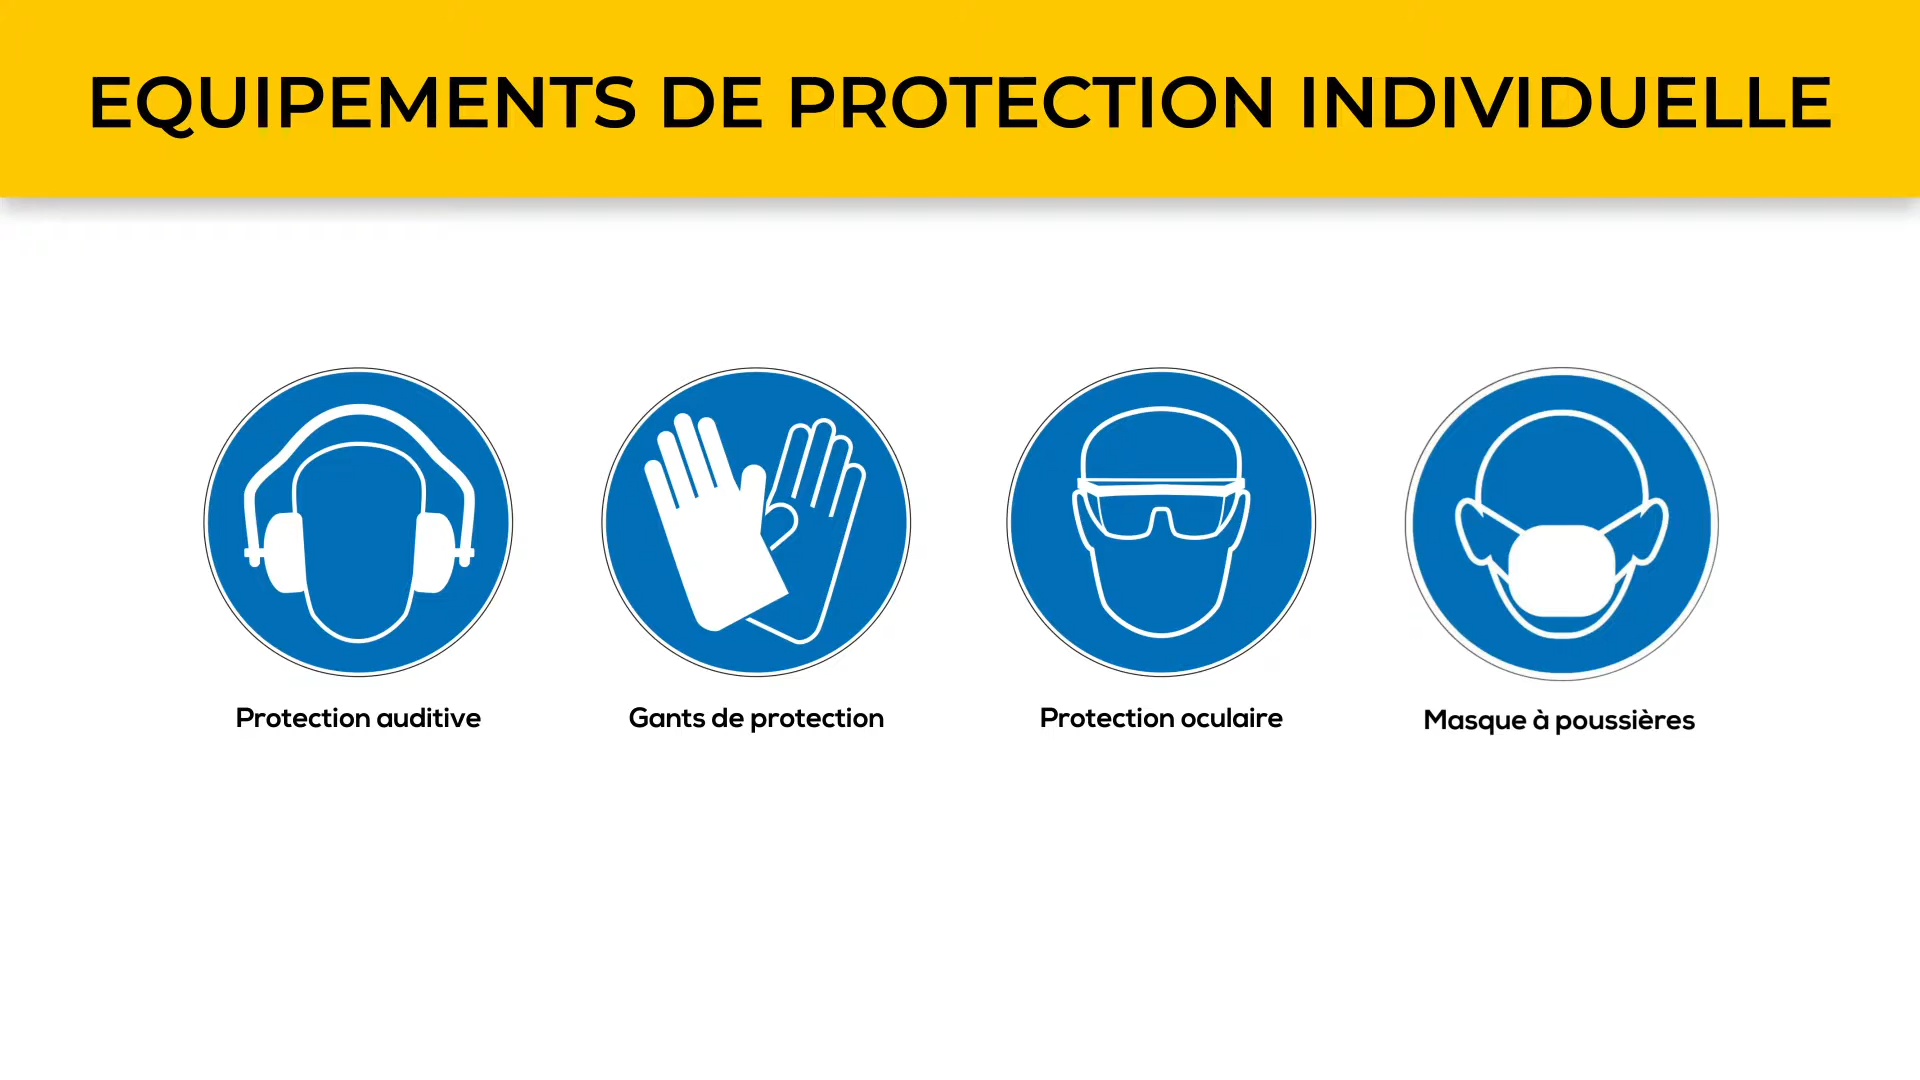 EQUIPEMENTS DE PROTECTION INDIVIDUELLE
Protection auditive
Gants de protection
Protection oculaire
Masque à poussières